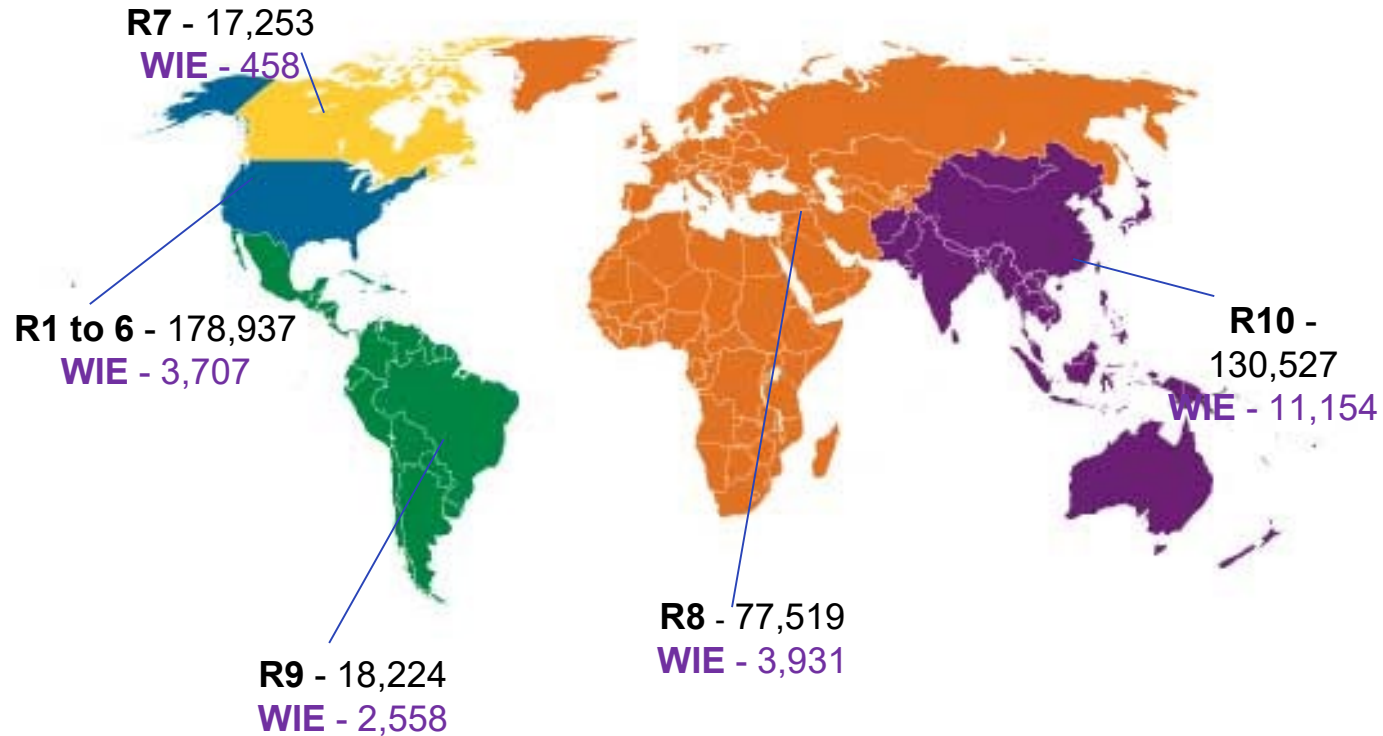 R7 - 17,253
WIE - 458
R1 to 6 - 178,937
WIE - 3,707
R10 -
130,527
WIE - 11,154
R8 - 77,519
WIE - 3,931
R9 - 18,224
WIE - 2,558